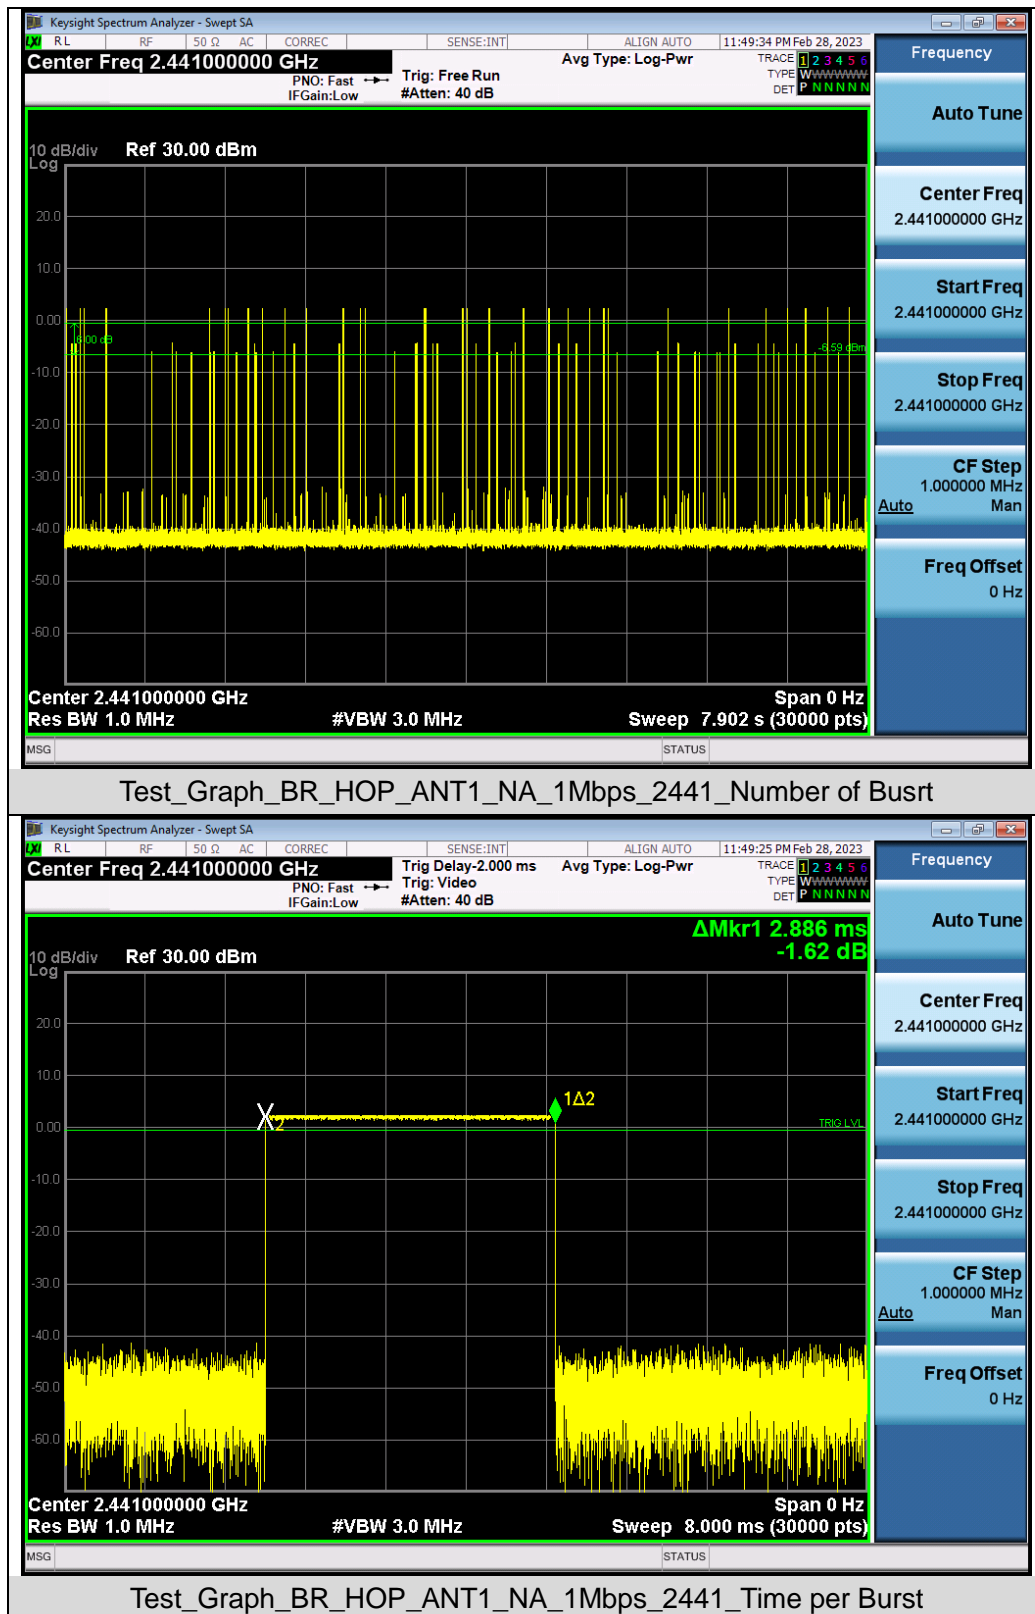 Keysight Spectrum Analyzer - Swept SA
LXI RL RF 50 Ω AC CORREC SENSE:INT ALIGN AUTO 11:49:34 PM Feb 28, 2023
Center Freq 2.441000000 GHz
PNO: Fast
IFGain:Low
Trig: Free Run
#Atten: 40 dB
Avg Type: Log-Pwr
TRACE 1 2 3 4 5 6
TYPE WWWWWW
DET P N N N N N
Frequency
Auto Tune
Center Freq
2.441000000 GHz
Start Freq
2.441000000 GHz
Stop Freq
2.441000000 GHz
CF Step
1.000000 MHz
Auto Man
Freq Offset
0 Hz
10 dB/div Ref 30.00 dBm
Log
20.0
10.0
0.00
6.00 dB
-6.59 dBm
-10.0
-20.0
-30.0
-40.0
-50.0
-60.0
Center 2.441000000 GHz Span 0 Hz
Res BW 1.0 MHz #VBW 3.0 MHz Sweep 7.902 s (30000 pts)
MSG STATUS
Test_Graph_BR_HOP_ANT1_NA_1Mbps_2441_Number of Busrt
Keysight Spectrum Analyzer - Swept SA
LXI RL RF 50 Ω AC CORREC SENSE:INT ALIGN AUTO 11:49:25 PM Feb 28, 2023
Center Freq 2.441000000 GHz
PNO: Fast
IFGain:Low
Trig Delay-2.000 ms
Trig: Video
#Atten: 40 dB
Avg Type: Log-Pwr
TRACE 1 2 3 4 5 6
TYPE WWWWWW
DET P N N N N N
Frequency
Auto Tune
Center Freq
2.441000000 GHz
Start Freq
2.441000000 GHz
Stop Freq
2.441000000 GHz
CF Step
1.000000 MHz
Auto Man
Freq Offset
0 Hz
ΔMkr1 2.886 ms
-1.62 dB
10 dB/div Ref 30.00 dBm
Log
20.0
10.0
1Δ2
2
0.00
TRIG LVL
-10.0
-20.0
-30.0
-40.0
-50.0
-60.0
Center 2.441000000 GHz Span 0 Hz
Res BW 1.0 MHz #VBW 3.0 MHz Sweep 8.000 ms (30000 pts)
MSG STATUS
Test_Graph_BR_HOP_ANT1_NA_1Mbps_2441_Time per Burst